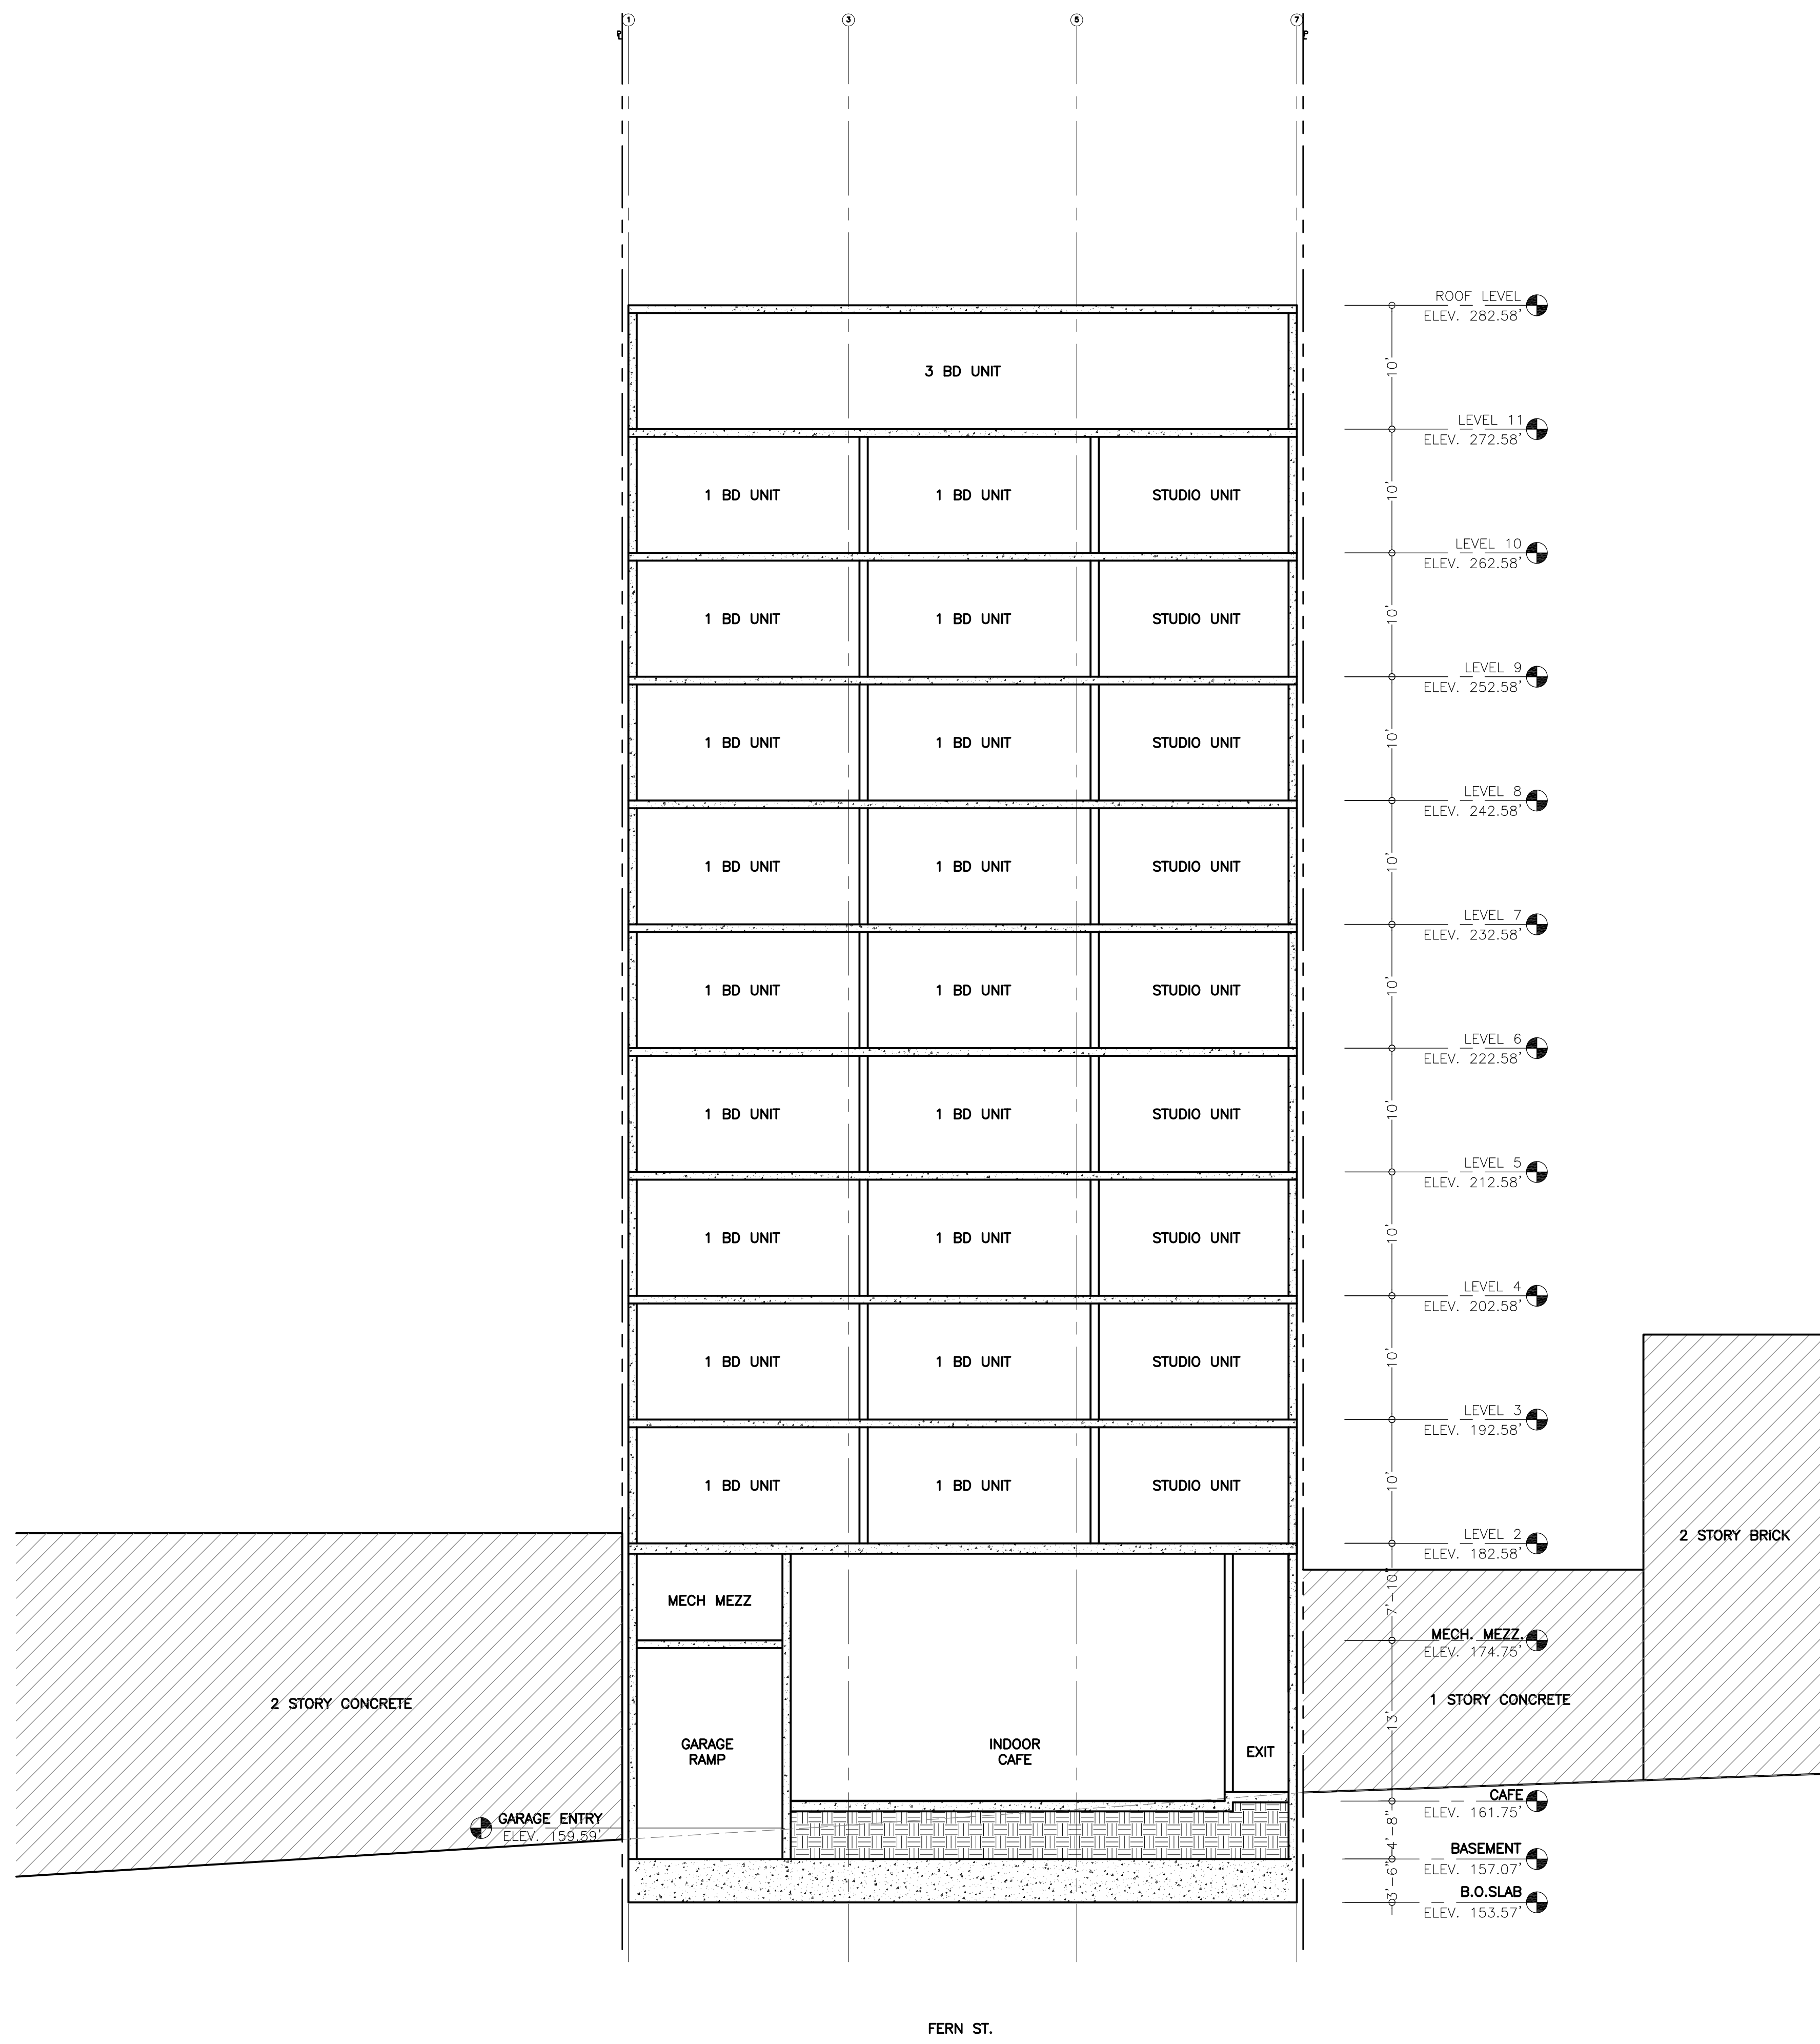 1 3 5 7
PL PL
ROOF LEVEL
ELEV. 282.58'
10'
3 BD UNIT
LEVEL 11
ELEV. 272.58'
10'
1 BD UNIT 1 BD UNIT STUDIO UNIT
LEVEL 10
ELEV. 262.58'
10'
1 BD UNIT 1 BD UNIT STUDIO UNIT
LEVEL 9
ELEV. 252.58'
10'
1 BD UNIT 1 BD UNIT STUDIO UNIT
LEVEL 8
ELEV. 242.58'
10'
1 BD UNIT 1 BD UNIT STUDIO UNIT
LEVEL 7
ELEV. 232.58'
10'
1 BD UNIT 1 BD UNIT STUDIO UNIT
LEVEL 6
ELEV. 222.58'
10'
1 BD UNIT 1 BD UNIT STUDIO UNIT
LEVEL 5
ELEV. 212.58'
10'
1 BD UNIT 1 BD UNIT STUDIO UNIT
LEVEL 4
ELEV. 202.58'
10'
1 BD UNIT 1 BD UNIT STUDIO UNIT
LEVEL 3
ELEV. 192.58'
10'
1 BD UNIT 1 BD UNIT STUDIO UNIT
LEVEL 2
ELEV. 182.58'
2 STORY BRICK
7'-10"
MECH MEZZ
MECH. MEZZ.
ELEV. 174.75'
2 STORY CONCRETE
1 STORY CONCRETE
13'
GARAGE
RAMP
INDOOR
CAFE
EXIT
CAFE
ELEV. 161.75'
GARAGE ENTRY
ELEV. 159.59'
4'-8"
BASEMENT
ELEV. 157.07'
3'-6"
B.O.SLAB
ELEV. 153.57'
FERN ST.